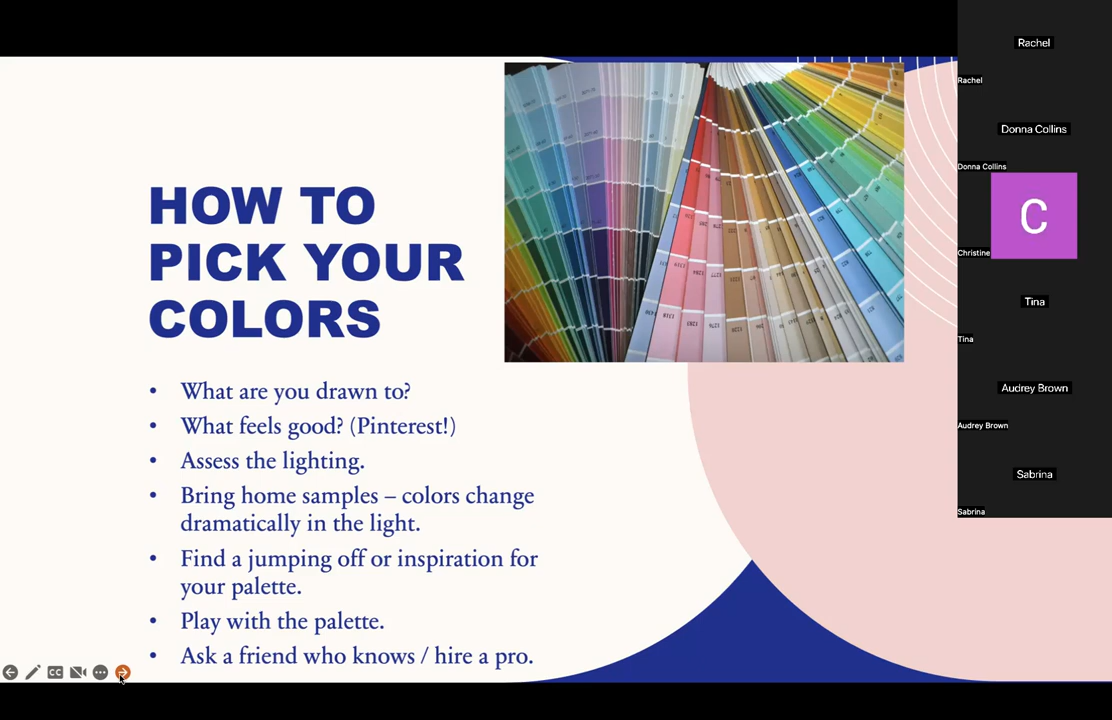 HOW TO
PICK YOUR
COLORS
• What are you drawn to?
• What feels good? (Pinterest!)
• Assess the lighting.
• Bring home samples – colors change
dramatically in the light.
• Find a jumping off or inspiration for
your palette.
• Play with the palette.
• Ask a friend who knows / hire a pro.
CC
Rachel
Rachel
Donna Collins
Donna Collins
C
Christine
Tina
Tina
Audrey Brown
Audrey Brown
Sabrina
Sabrina